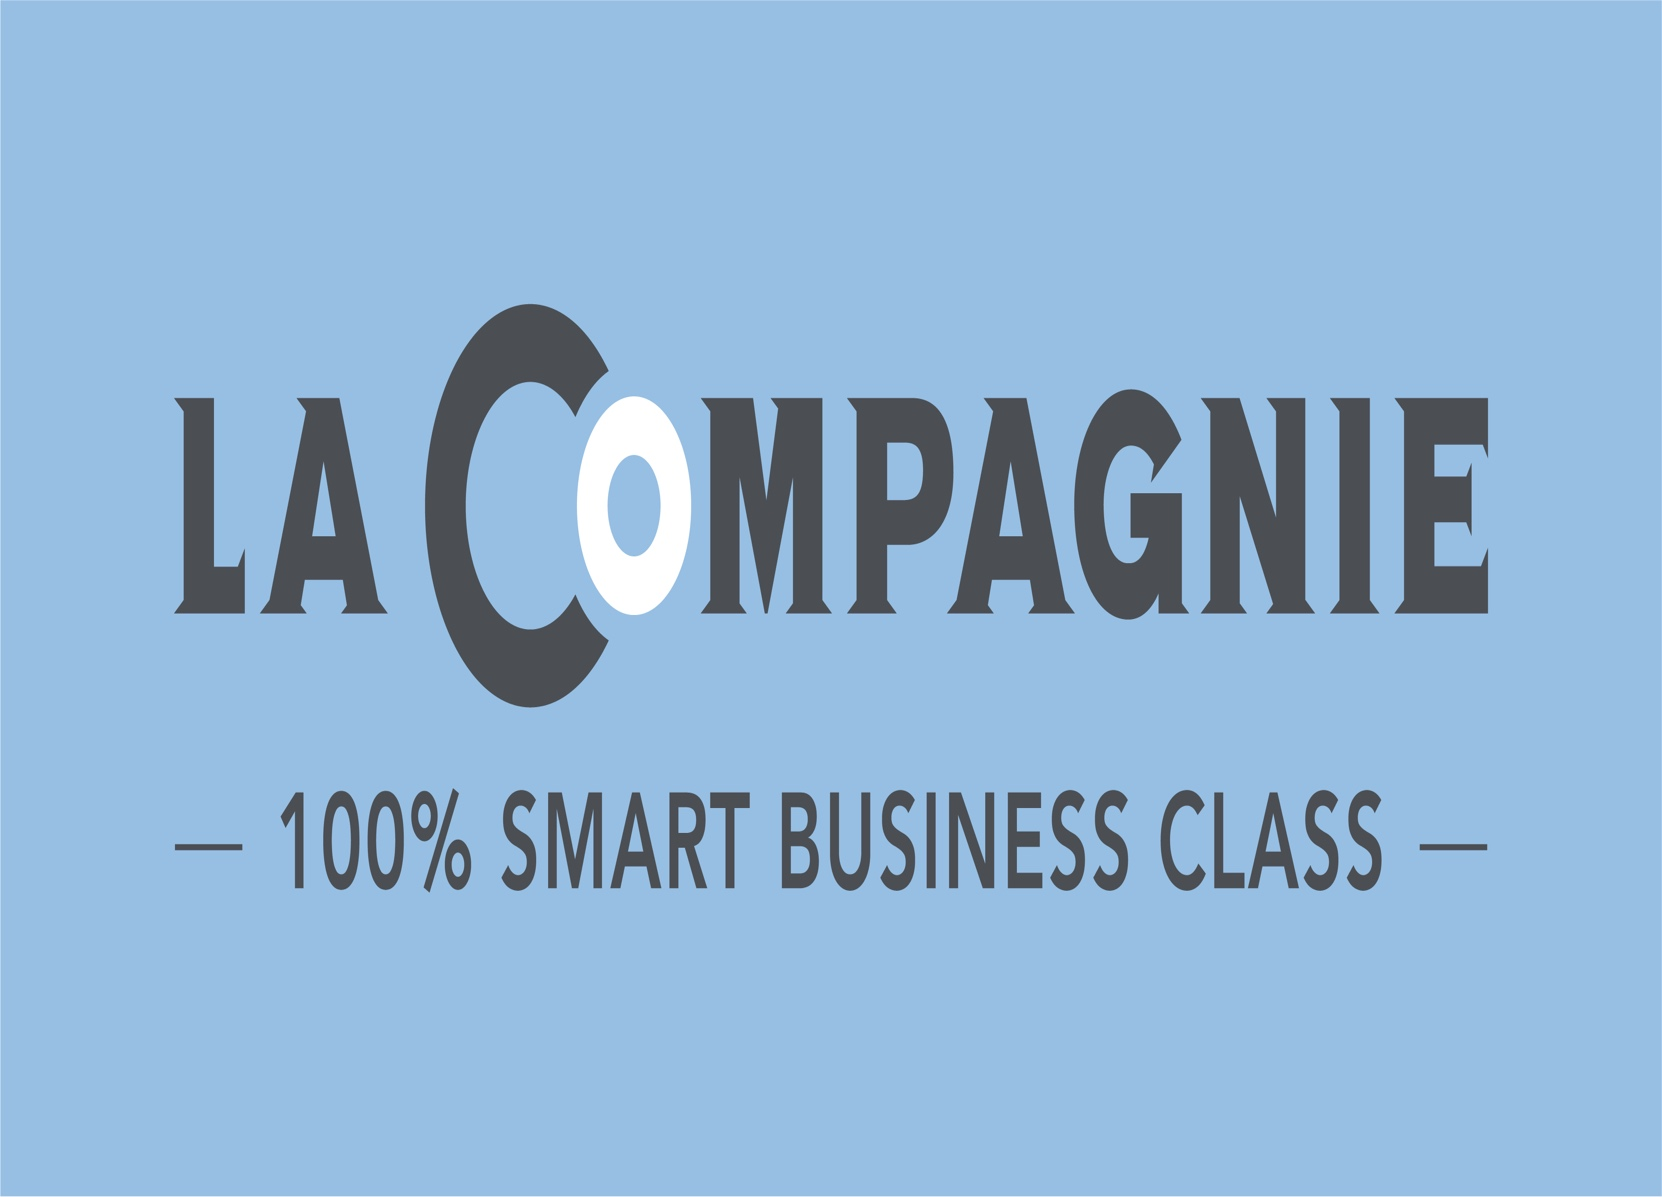 LA COMPAGNIE
— 100% SMART BUSINESS CLASS —